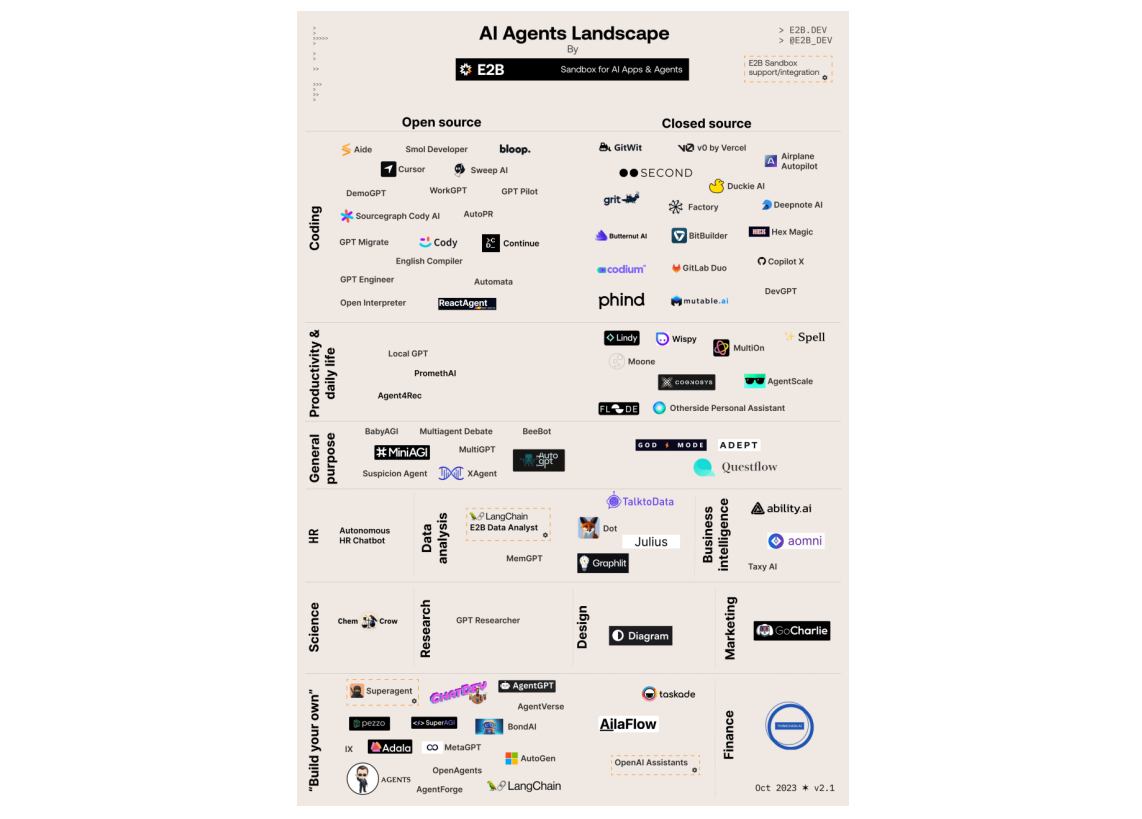 AI Agents Landscape
By
E2B
Sandbox for AI Apps & Agents
> E2B.DEV
> @E2B_DEV
E2B Sandbox
support/integration
Open source
Closed source
Coding
Aide
Smol Developer
bloop.
Cursor
Sweep AI
DemoGPT
WorkGPT
GPT Pilot
Sourcegraph Cody AI
AutoPR
GPT Migrate
Cody
Continue
English Compiler
GPT Engineer
Automata
Open Interpreter
ReactAgent
GitWit
v0 by Vercel
Airplane
Autopilot
SECOND
Duckie AI
grit
Factory
Deepnote AI
Butternut AI
BitBuilder
HEX
Hex Magic
codium
GitLab Duo
Copilot X
DevGPT
phind
mutable.ai
Productivity &
daily life
Local GPT
PromethAI
Agent4Rec
Lindy
Wispy
MultiOn
Spell
Moone
COGNOSYS
AgentScale
FL DE
Otherside Personal Assistant
General
purpose
BabyAGI
Multiagent Debate
BeeBot
MiniAGI
MultiGPT
Auto
gpt
Suspicion Agent
XAgent
GOD MODE
ADEPT
Questflow
HR
Autonomous
HR Chatbot
Data
analysis
LangChain
E2B Data Analyst
MemGPT
TalktoData
Dot
Julius
Graphlit
Business
intelligence
ability.ai
aomni
Taxy AI
Science
Chem Crow
Research
GPT Researcher
Design
Diagram
Marketing
GoCharlie
"Build your own"
Superagent
CHATDEV
AgentGPT
AgentVerse
pezzo
</> SuperAGI
BondAI
IX
Adala
MetaGPT
AutoGen
AGENTS
OpenAgents
AgentForge
LangChain
taskade
AilaFlow
OpenAI Assistants
Finance
Oct 2023 ✶ v2.1